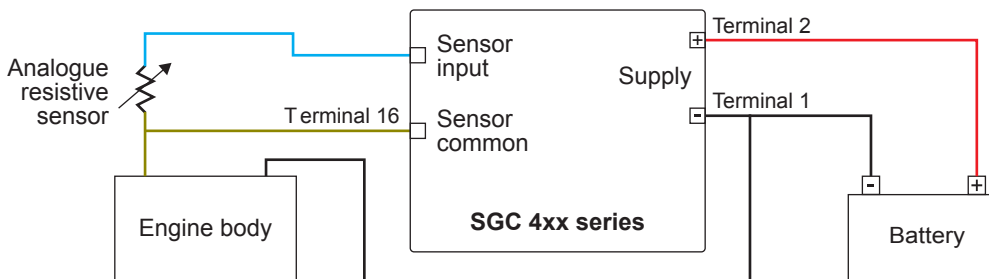 Analogue
resistive
sensor
Sensor
input
Terminal 16
Sensor
common
Supply
+
-
Terminal 2
Terminal 1
SGC 4xx series
Engine body
-
+
Battery